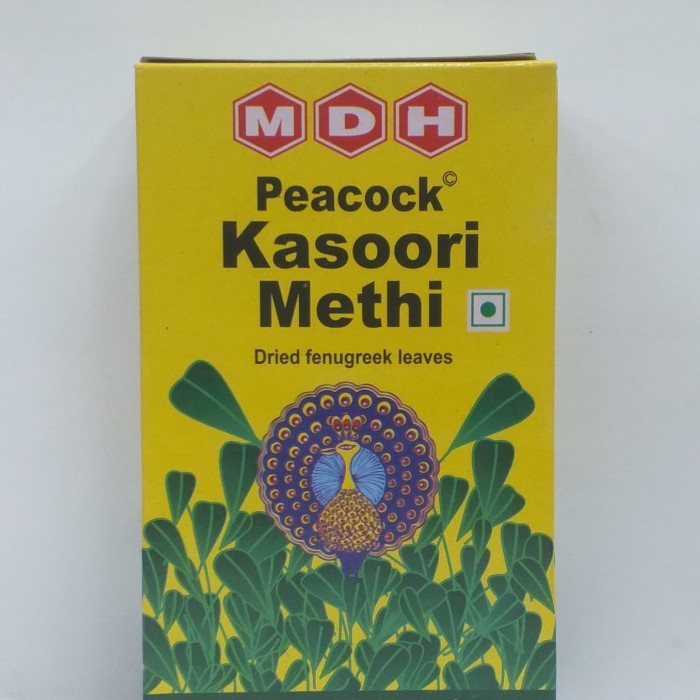 MDH
Peacock©
Kasoori
Methi
Dried fenugreek leaves